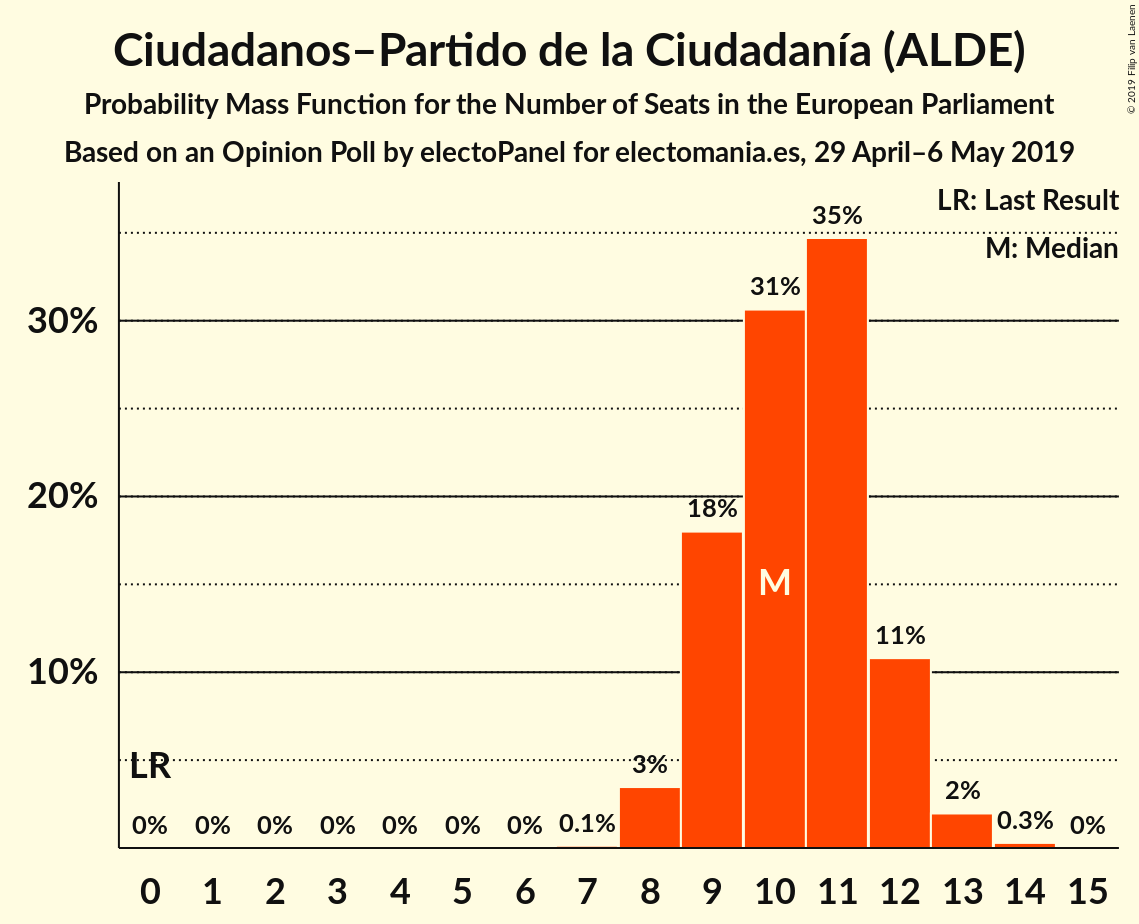 Ciudadanos–Partido de la Ciudadanía (ALDE)
Probability Mass Function for the Number of Seats in the European Parliament
Based on an Opinion Poll by electoPanel for electomania.es, 29 April–6 May 2019
© 2019 Filip van Laenen
LR: Last Result
M: Median
35%
31%
30%
20%
18%
M
11%
10%
LR
3%
2%
0% 0% 0% 0% 0% 0% 0% 0.1% 0.3% 0%
0 1 2 3 4 5 6 7 8 9 10 11 12 13 14 15